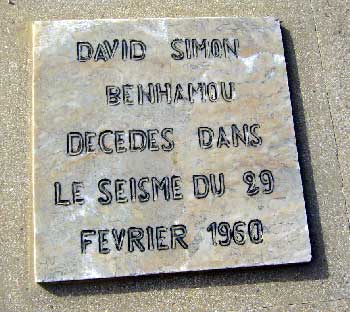 DAVID SIMON
BENHAMOU
DECEDES DANS
LE SEISME DU 29
FEVRIER 1960